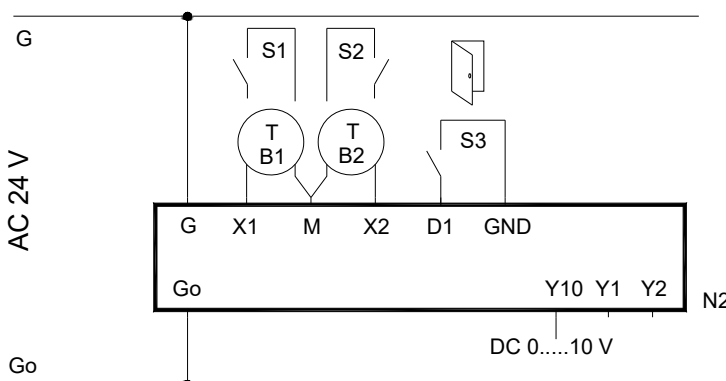 G
S1 S2
T T
B1 B2
S3
AC 24 V
G X1 M X2 D1 GND
Go Y10 Y1 Y2
N2
DC 0.....10 V
Go